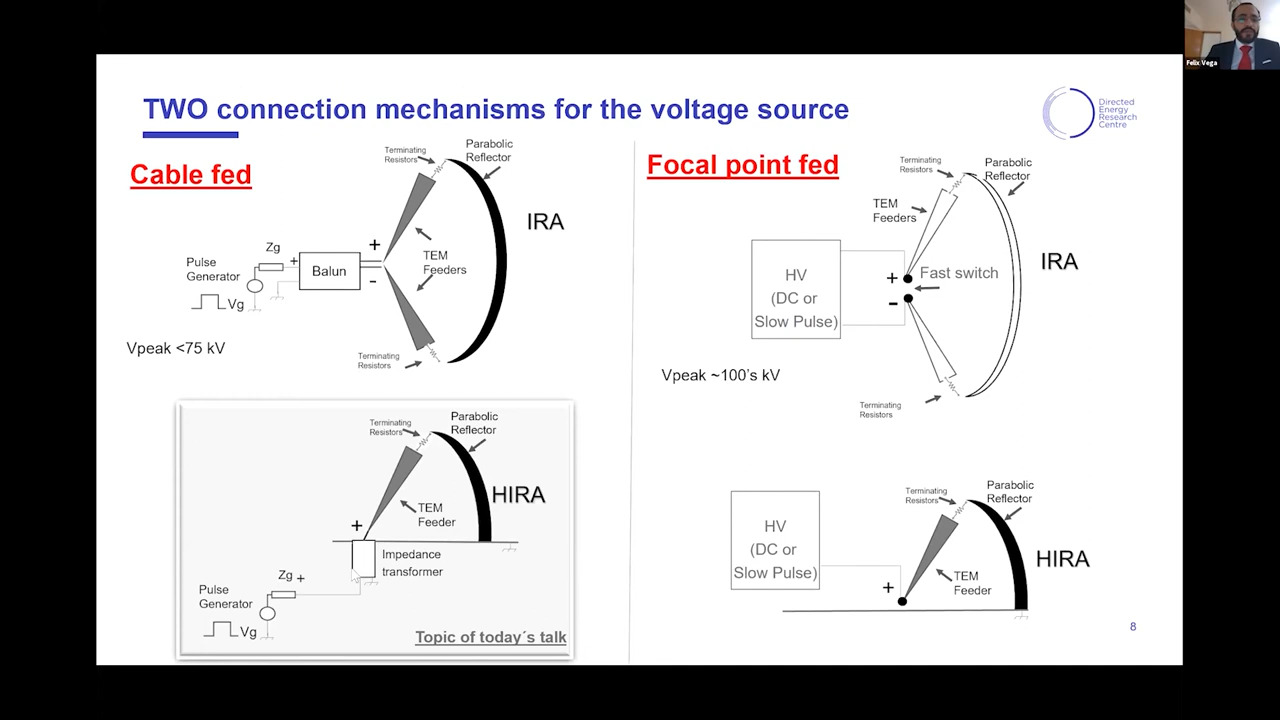 TWO connection mechanisms for the voltage source
Directed
Energy
Research
Centre
Felix Vega
Cable fed
Terminating
Resistors
Parabolic
Reflector
IRA
Zg
+
Pulse
Generator
+
Balun
TEM
Feeders
-
Vg
Vpeak <75 kV
Terminating
Resistors
Terminating
Resistors
Parabolic
Reflector
HIRA
TEM
Feeder
+
Impedance
transformer
Zg +
Pulse
Generator
Vg
Topic of today´s talk
Focal point fed
Terminating
Resistors
Parabolic
Reflector
TEM
Feeders
IRA
HV
(DC or
Slow Pulse)
+
Fast switch
-
Vpeak ~100's kV
Terminating
Resistors
Terminating
Resistors
Parabolic
Reflector
HV
(DC or
Slow Pulse)
HIRA
+
TEM
Feeder
8